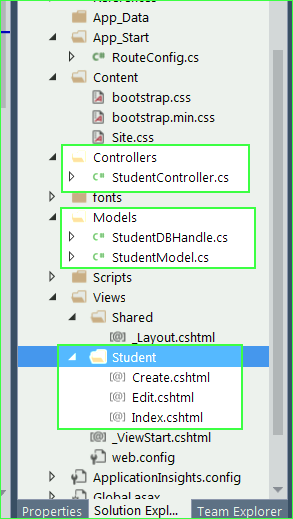 References
App_Data
App_Start
RouteConfig.cs
Content
bootstrap.css
bootstrap.min.css
Site.css
Controllers
StudentController.cs
fonts
Models
StudentDBHandle.cs
StudentModel.cs
Scripts
Views
Shared
_Layout.cshtml
Student
Create.cshtml
Edit.cshtml
Index.cshtml
_ViewStart.cshtml
web.config
ApplicationInsights.config
Global.asax
Properties Solution Expl... Team Explorer